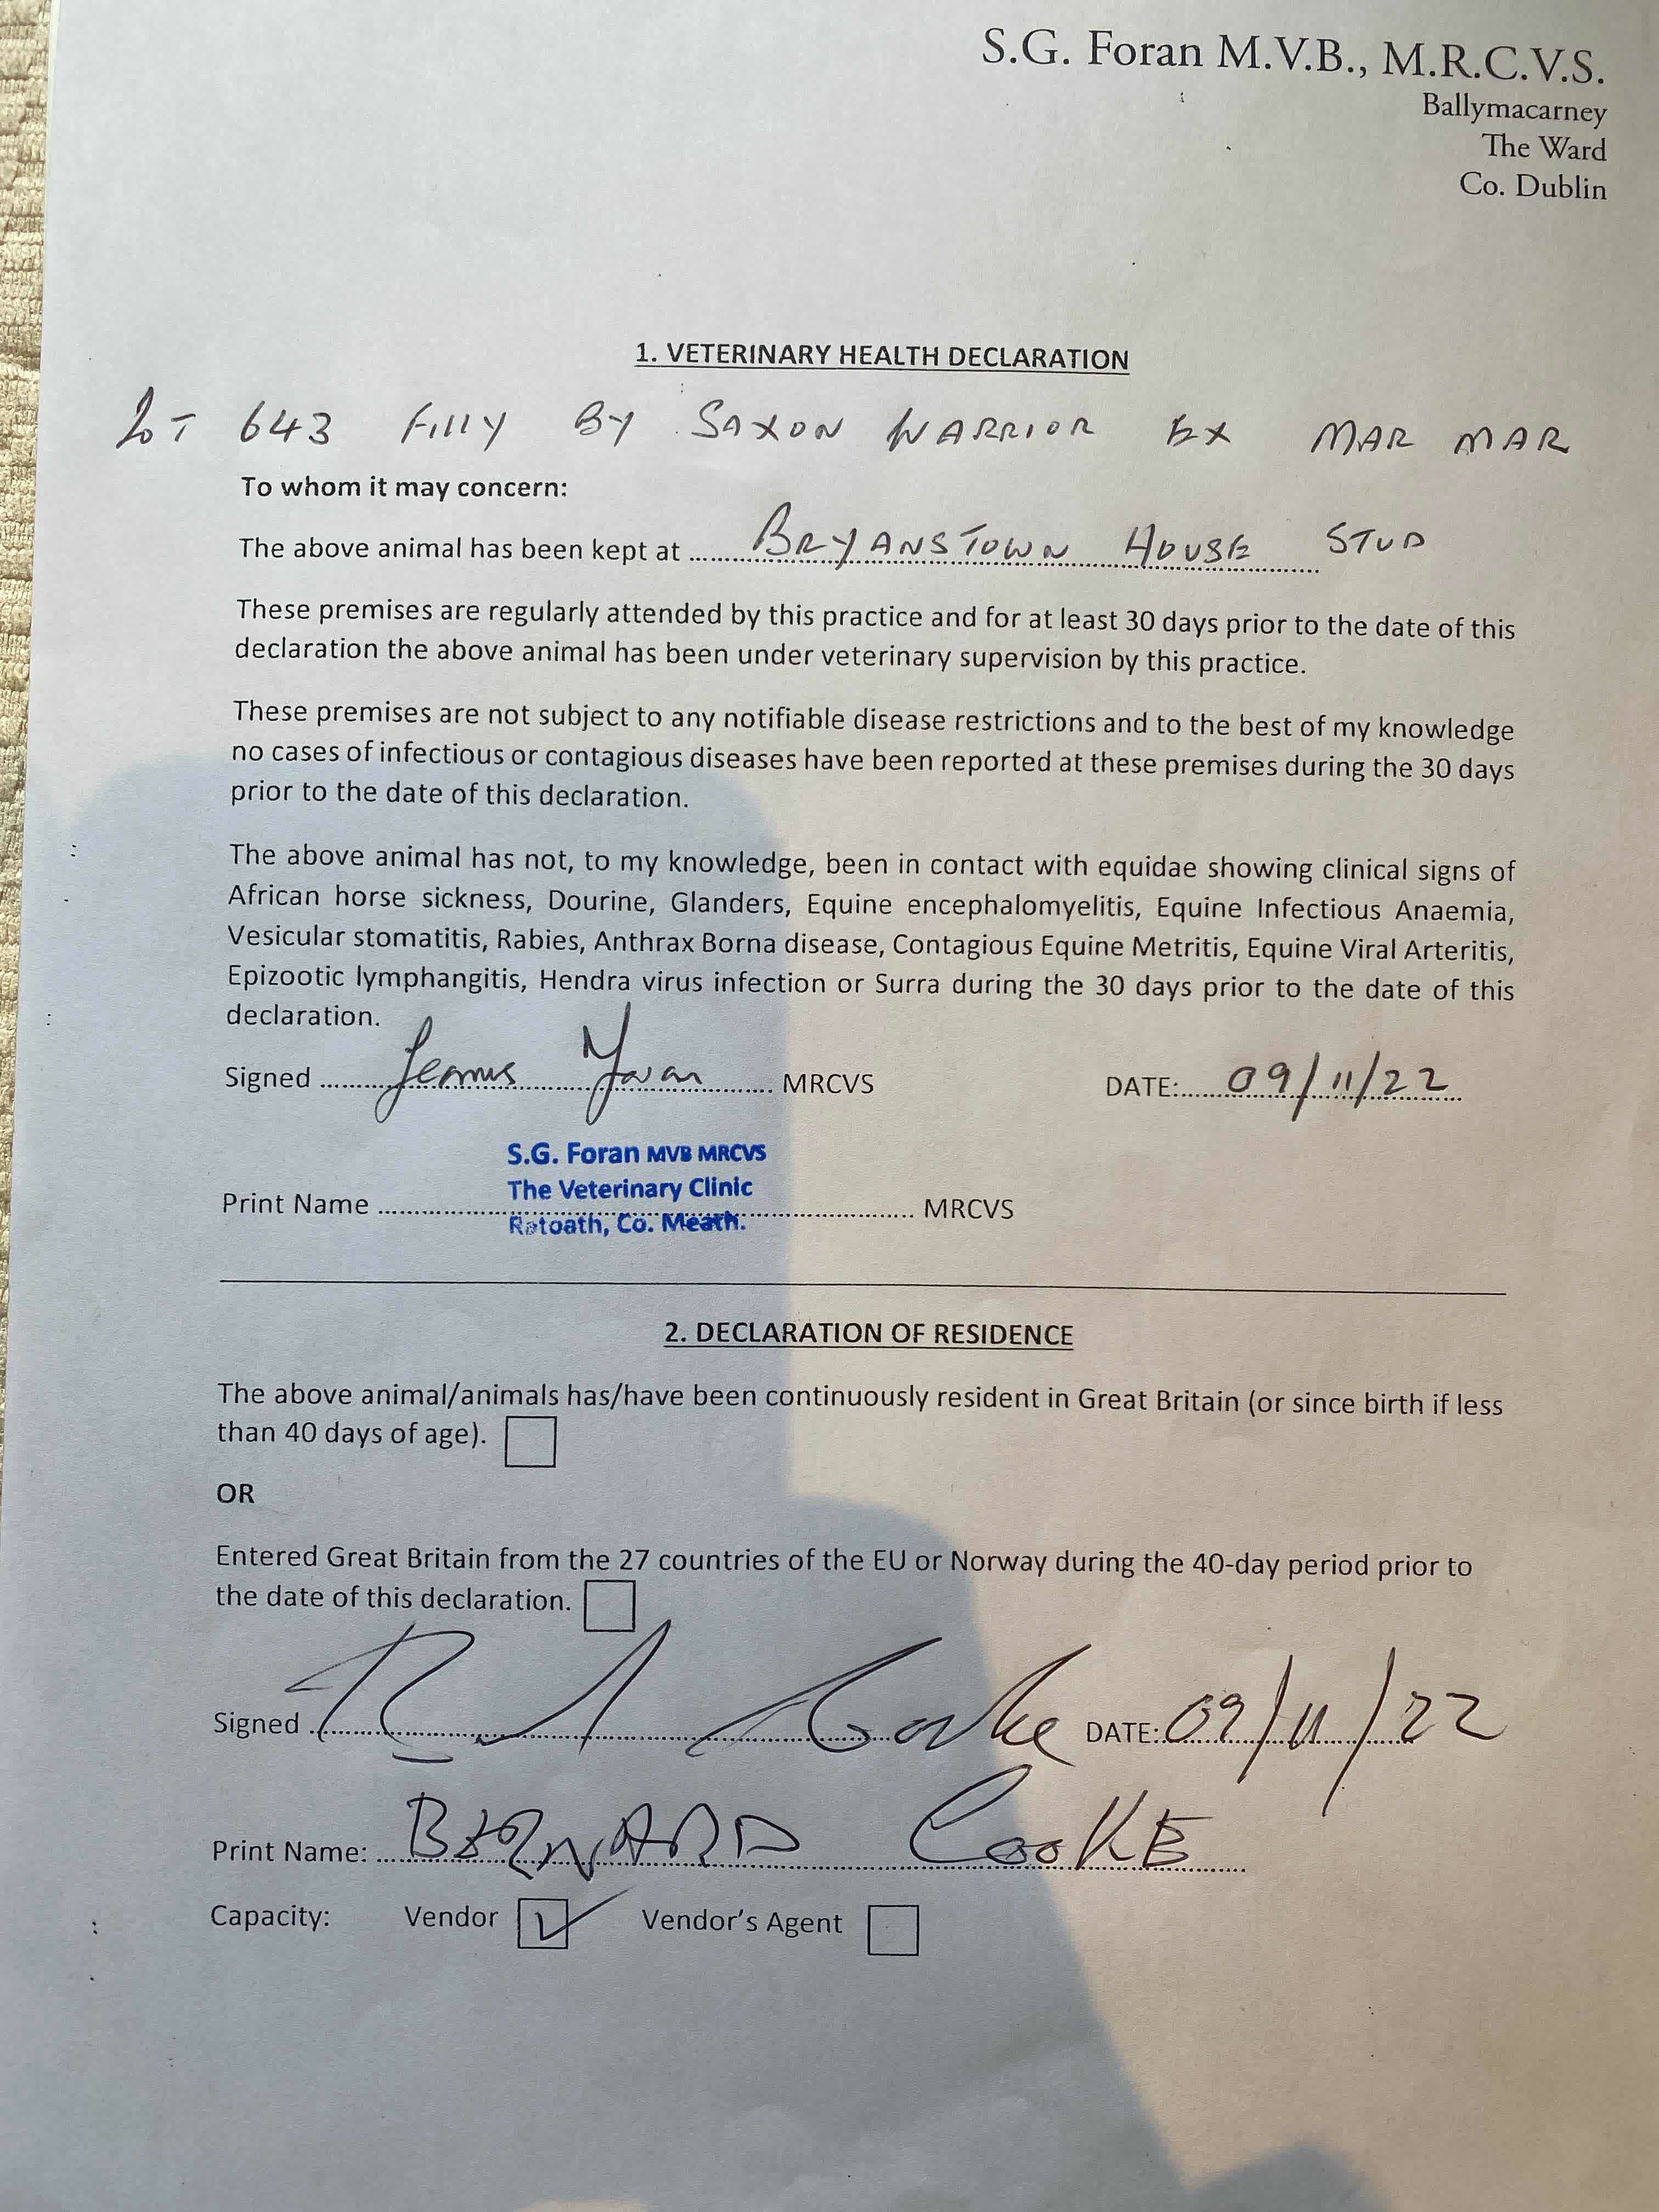 S.G. Foran M.V.B., M.R.C.V.S.
Ballymacarney
The Ward
Co. Dublin
1. VETERINARY HEALTH DECLARATION
LOT 643 FILLY BY SAXON WARRIOR EX MAR MAR
To whom it may concern:
The above animal has been kept at ........BRYANSTOWN HOUSE STUD
These premises are regularly attended by this practice and for at least 30 days prior to the date of this
declaration the above animal has been under veterinary supervision by this practice.
These premises are not subject to any notifiable disease restrictions and to the best of my knowledge
no cases of infectious or contagious diseases have been reported at these premises during the 30 days
prior to the date of this declaration.
The above animal has not, to my knowledge, been in contact with equidae showing clinical signs of
African horse sickness, Dourine, Glanders, Equine encephalomyelitis, Equine Infectious Anaemia,
Vesicular stomatitis, Rabies, Anthrax Borna disease, Contagious Equine Metritis, Equine Viral Arteritis,
Epizootic lymphangitis, Hendra virus infection or Surra during the 30 days prior to the date of this
declaration.
Signed ........ MRCVS DATE:........09/11/22
S.G. Foran MVB MRCVS
The Veterinary Clinic
Print Name ........ MRCVS
Ratoath, Co. Meath.
2. DECLARATION OF RESIDENCE
The above animal/animals has/have been continuously resident in Great Britain (or since birth if less
than 40 days of age).
OR
Entered Great Britain from the 27 countries of the EU or Norway during the 40-day period prior to
the date of this declaration.
Signed ........ Cooke DATE: 09/11/22
Print Name: BERNARD COOKE
Capacity: Vendor ✓ Vendor's Agent